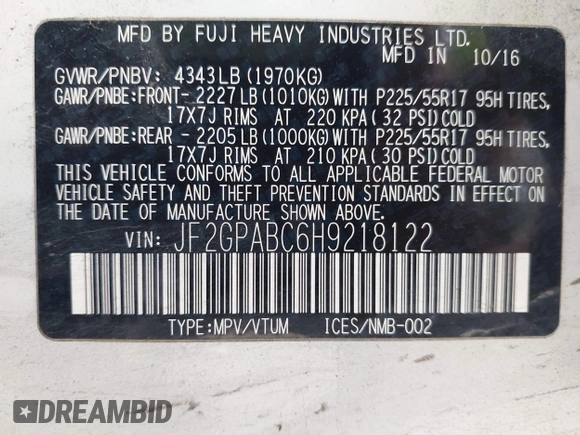 MFD BY FUJI HEAVY INDUSTRIES LTD.
MFD IN 10/16
GVWR/PNBV: 4343LB (1970KG)
GAWR/PNBE:FRONT- 2227LB(1010KG)WITH P225/55R17 95H TIRES,
17X7J RIMS AT 220 KPA( 32 PSI)COLD
GAWR/PNBE:REAR - 2205LB(1000KG)WITH P225/55R17 95H TIRES,
17X7J RIMS AT 210 KPA( 30 PSI)COLD
THIS VEHICLE CONFORMS TO ALL APPLICABLE FEDERAL MOTOR
VEHICLE SAFETY AND THEFT PREVENTION STANDARDS IN EFFECT ON
THE DATE OF MANUFACTURE SHOWN ABOVE.
VIN: JF2GPABC6H9218122
TYPE:MPV/VTUM ICES/NMB-002
DREAMBID